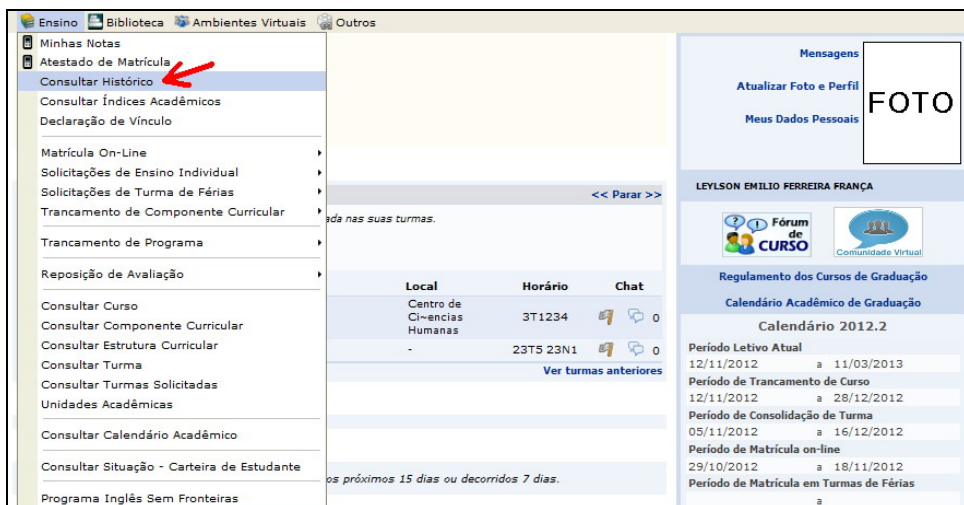 Ensino Biblioteca Ambientes Virtuais Outros
Minhas Notas
Atestado de Matrícula
Consultar Histórico
Consultar Índices Acadêmicos
Declaração de Vínculo
Matrícula On-Line
Solicitações de Ensino Individual
Solicitações de Turma de Férias
Trancamento de Componente Curricular
Trancamento de Programa
Reposição de Avaliação
Consultar Curso
Consultar Componente Curricular
Consultar Estrutura Curricular
Consultar Turma
Consultar Turmas Solicitadas
Unidades Acadêmicas
Consultar Calendário Acadêmico
Consultar Situação - Carteira de Estudante
Programa Inglês Sem Fronteiras
<< Parar >>
ada nas suas turmas.
Local Horário Chat
Centro de
Ci~encias
Humanas
3T1234 0
- 23T5 23N1 0
Ver turmas anteriores
os próximos 15 dias ou decorridos 7 dias.
Mensagens
Atualizar Foto e Perfil
Meus Dados Pessoais
FOTO
LEYLSON EMILIO FERREIRA FRANÇA
Fórum
de
CURSO
Comunidade Virtual
Regulamento dos Cursos de Graduação
Calendário Acadêmico de Graduação
Calendário 2012.2
Período Letivo Atual
12/11/2012 a 11/03/2013
Período de Trancamento de Curso
12/11/2012 a 28/12/2012
Período de Consolidação de Turma
05/11/2012 a 16/12/2012
Período de Matrícula on-line
29/10/2012 a 18/11/2012
Período de Matrícula em Turmas de Férias
a